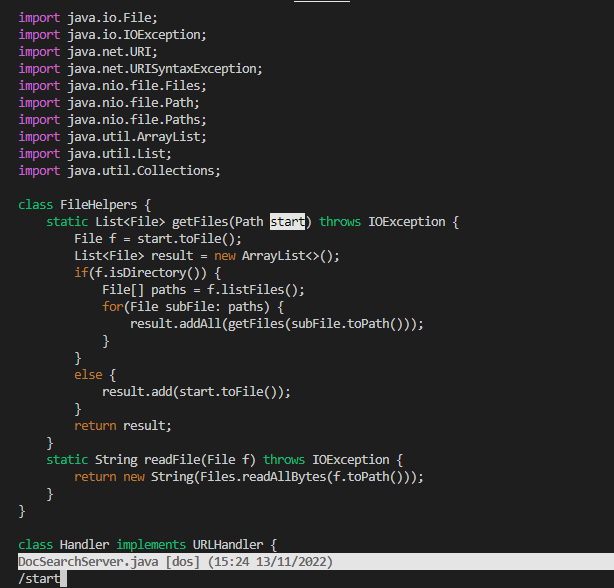 import java.io.File;
import java.io.IOException;
import java.net.URI;
import java.net.URISyntaxException;
import java.nio.file.Files;
import java.nio.file.Path;
import java.nio.file.Paths;
import java.util.ArrayList;
import java.util.List;
import java.util.Collections;

class FileHelpers {
    static List<File> getFiles(Path start) throws IOException {
        File f = start.toFile();
        List<File> result = new ArrayList<>();
        if(f.isDirectory()) {
            File[] paths = f.listFiles();
            for(File subFile: paths) {
                result.addAll(getFiles(subFile.toPath()));
            }
        }
        else {
            result.add(start.toFile());
        }
        return result;
    }
    static String readFile(File f) throws IOException {
        return new String(Files.readAllBytes(f.toPath()));
    }
}

class Handler implements URLHandler {
DocSearchServer.java [dos] (15:24 13/11/2022)
/start